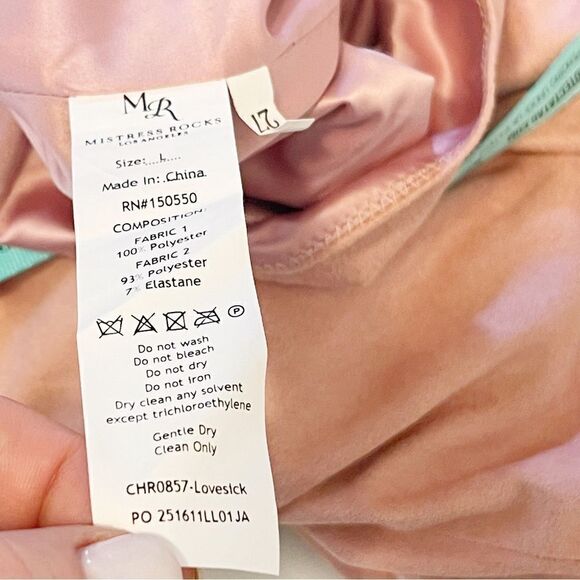 MR
MISTRESS ROCKS
LOS ANGELES
Size:....L....
Made In:.China.
RN#150550
COMPOSITION:
FABRIC 1
100% Polyester
FABRIC 2
93% Polyester
7% Elastane
P
Do not wash
Do not bleach
Do not dry
Do not iron
Dry clean any solvent
except trichloroethylene
Gentle Dry
Clean Only
CHR0857-Lovesick
PO 251611LL01JA
27